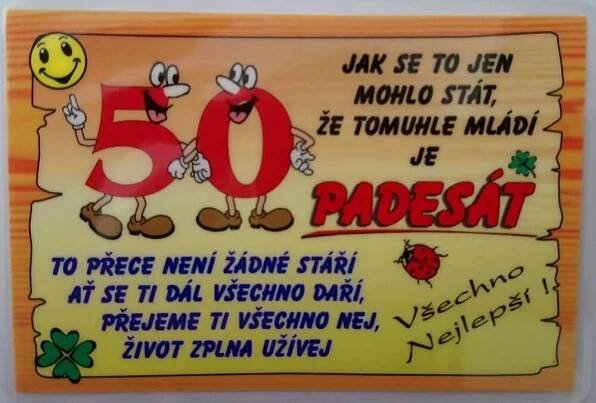 50
JAK SE TO JEN
MOHLO STÁT,
ŽE TOMUHLE MLÁDÍ
JE
PADESÁT
TO PŘECE NENÍ ŽÁDNÉ STÁŘÍ
AŤ SE TI DÁL VŠECHNO DAŘÍ,
PŘEJEME TI VŠECHNO NEJ,
ŽIVOT ZPLNA UŽÍVEJ
Všechno
Nejlepší !